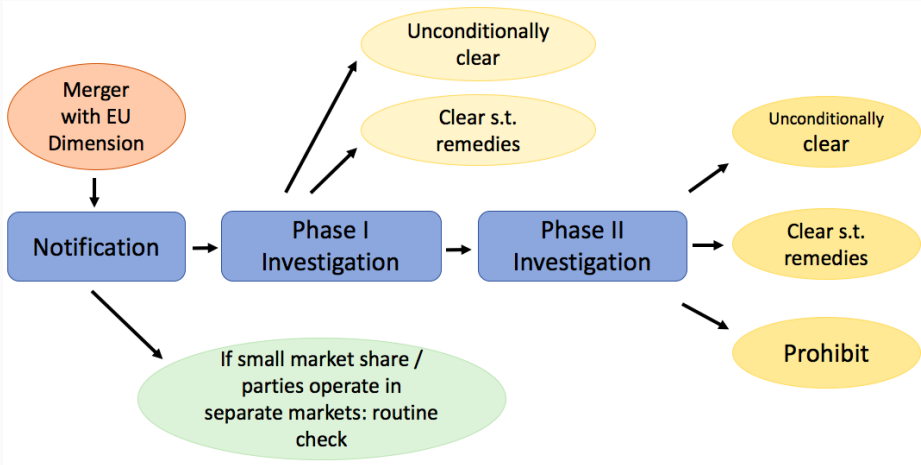 Merger
with EU
Dimension
Notification
If small market share /
parties operate in
separate markets: routine
check
Phase I
Investigation
Unconditionally
clear
Clear s.t.
remedies
Phase II
Investigation
Unconditionally
clear
Clear s.t.
remedies
Prohibit